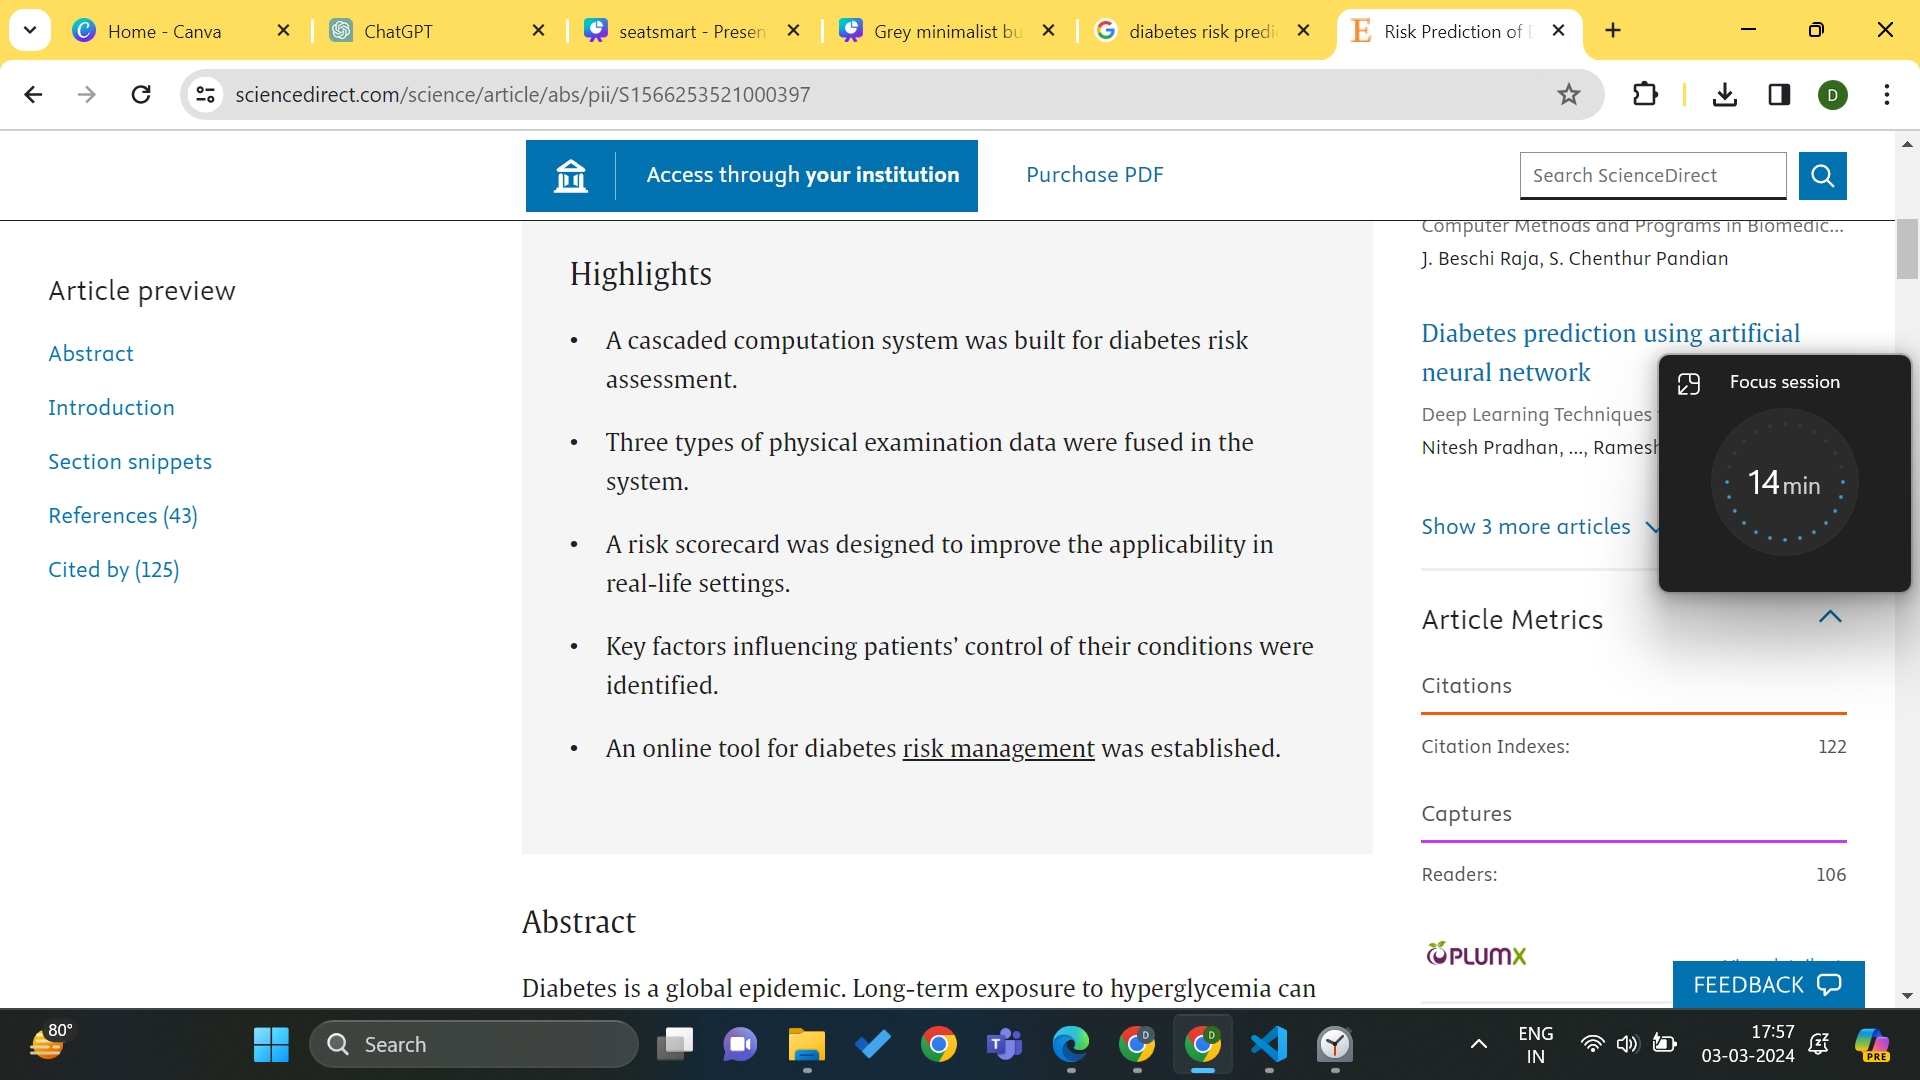 Home - Canva
ChatGPT
seatsmart - Presen
Grey minimalist bu
diabetes risk predi
Risk Prediction of D
sciencedirect.com/science/article/abs/pii/S1566253521000397
D
Access through your institution
Purchase PDF
Search ScienceDirect
Article preview
Abstract
Introduction
Section snippets
References (43)
Cited by (125)
Highlights
• A cascaded computation system was built for diabetes risk
assessment.
• Three types of physical examination data were fused in the
system.
• A risk scorecard was designed to improve the applicability in
real-life settings.
• Key factors influencing patients’ control of their conditions were
identified.
• An online tool for diabetes risk management was established.
Abstract
Diabetes is a global epidemic. Long-term exposure to hyperglycemia can
Computer Methods and Programs in Biomedic...
J. Beschi Raja, S. Chenthur Pandian
Diabetes prediction using artificial
neural network
Deep Learning Techniques
Nitesh Pradhan, ..., Ramesh
Show 3 more articles
Focus session
14 min
Article Metrics
Citations
Citation Indexes: 122
Captures
Readers: 106
PLUMX
FEEDBACK
80°
Search
ENG
IN
17:57
03-03-2024
PRE